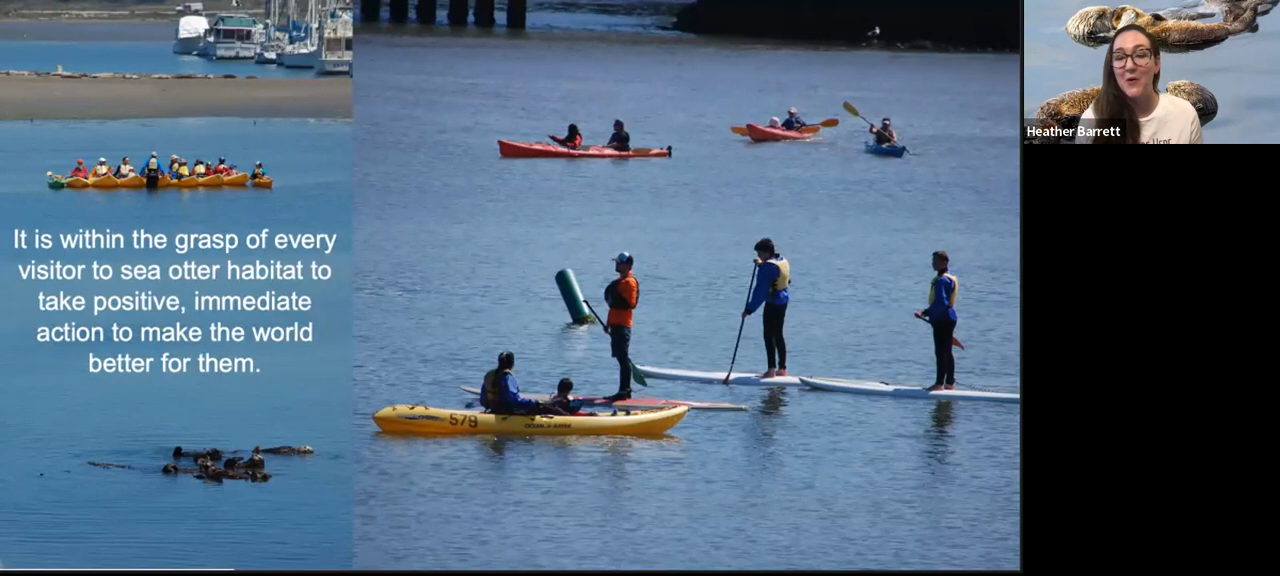 It is within the grasp of every
visitor to sea otter habitat to
take positive, immediate
action to make the world
better for them.
579
Heather Barrett